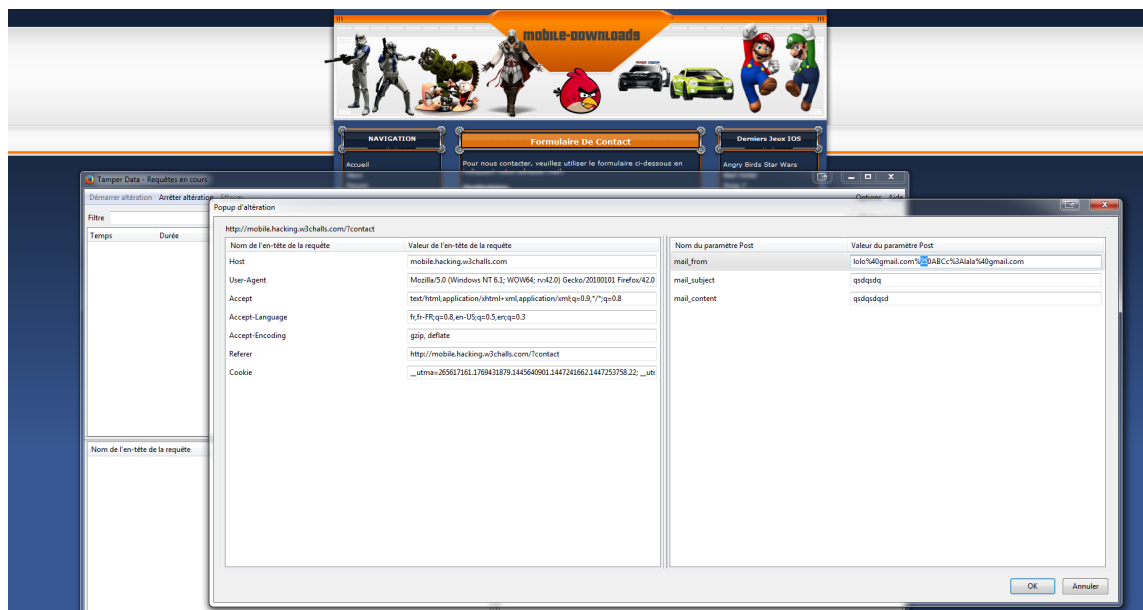 mobile-downloads
NAVIGATION
Formulaire De Contact
Derniers Jeux IOS
Accueil
Pour nous contacter, veuillez utiliser le formulaire ci-dessous en
Angry Birds Star Wars
Tamper Data - Requêtes en cours
Démarrer altération Arrêter altération
Options Aide
Filtre
Temps Durée
Popup d'altération
http://mobile.hacking.w3challs.com/?contact
Nom de l'en-tête de la requête Valeur de l'en-tête de la requête
Host mobile.hacking.w3challs.com
User-Agent Mozilla/5.0 (Windows NT 6.1; WOW64; rv:42.0) Gecko/20100101 Firefox/42.0
Accept text/html,application/xhtml+xml,application/xml;q=0.9,*/*;q=0.8
Accept-Language fr,fr-FR;q=0.8,en-US;q=0.5,en;q=0.3
Accept-Encoding gzip, deflate
Referer http://mobile.hacking.w3challs.com/?contact
Cookie __utma=265617161.1769431879.1445640901.1447241662.1447253758.22; __ut
Nom du paramètre Post Valeur du paramètre Post
mail_from lolo%40gmail.com%250ABCc%3Alala%40gmail.com
mail_subject qsdqsdq
mail_content qsdqsdqsd
Nom de l'en-tête de la requête
OK Annuler